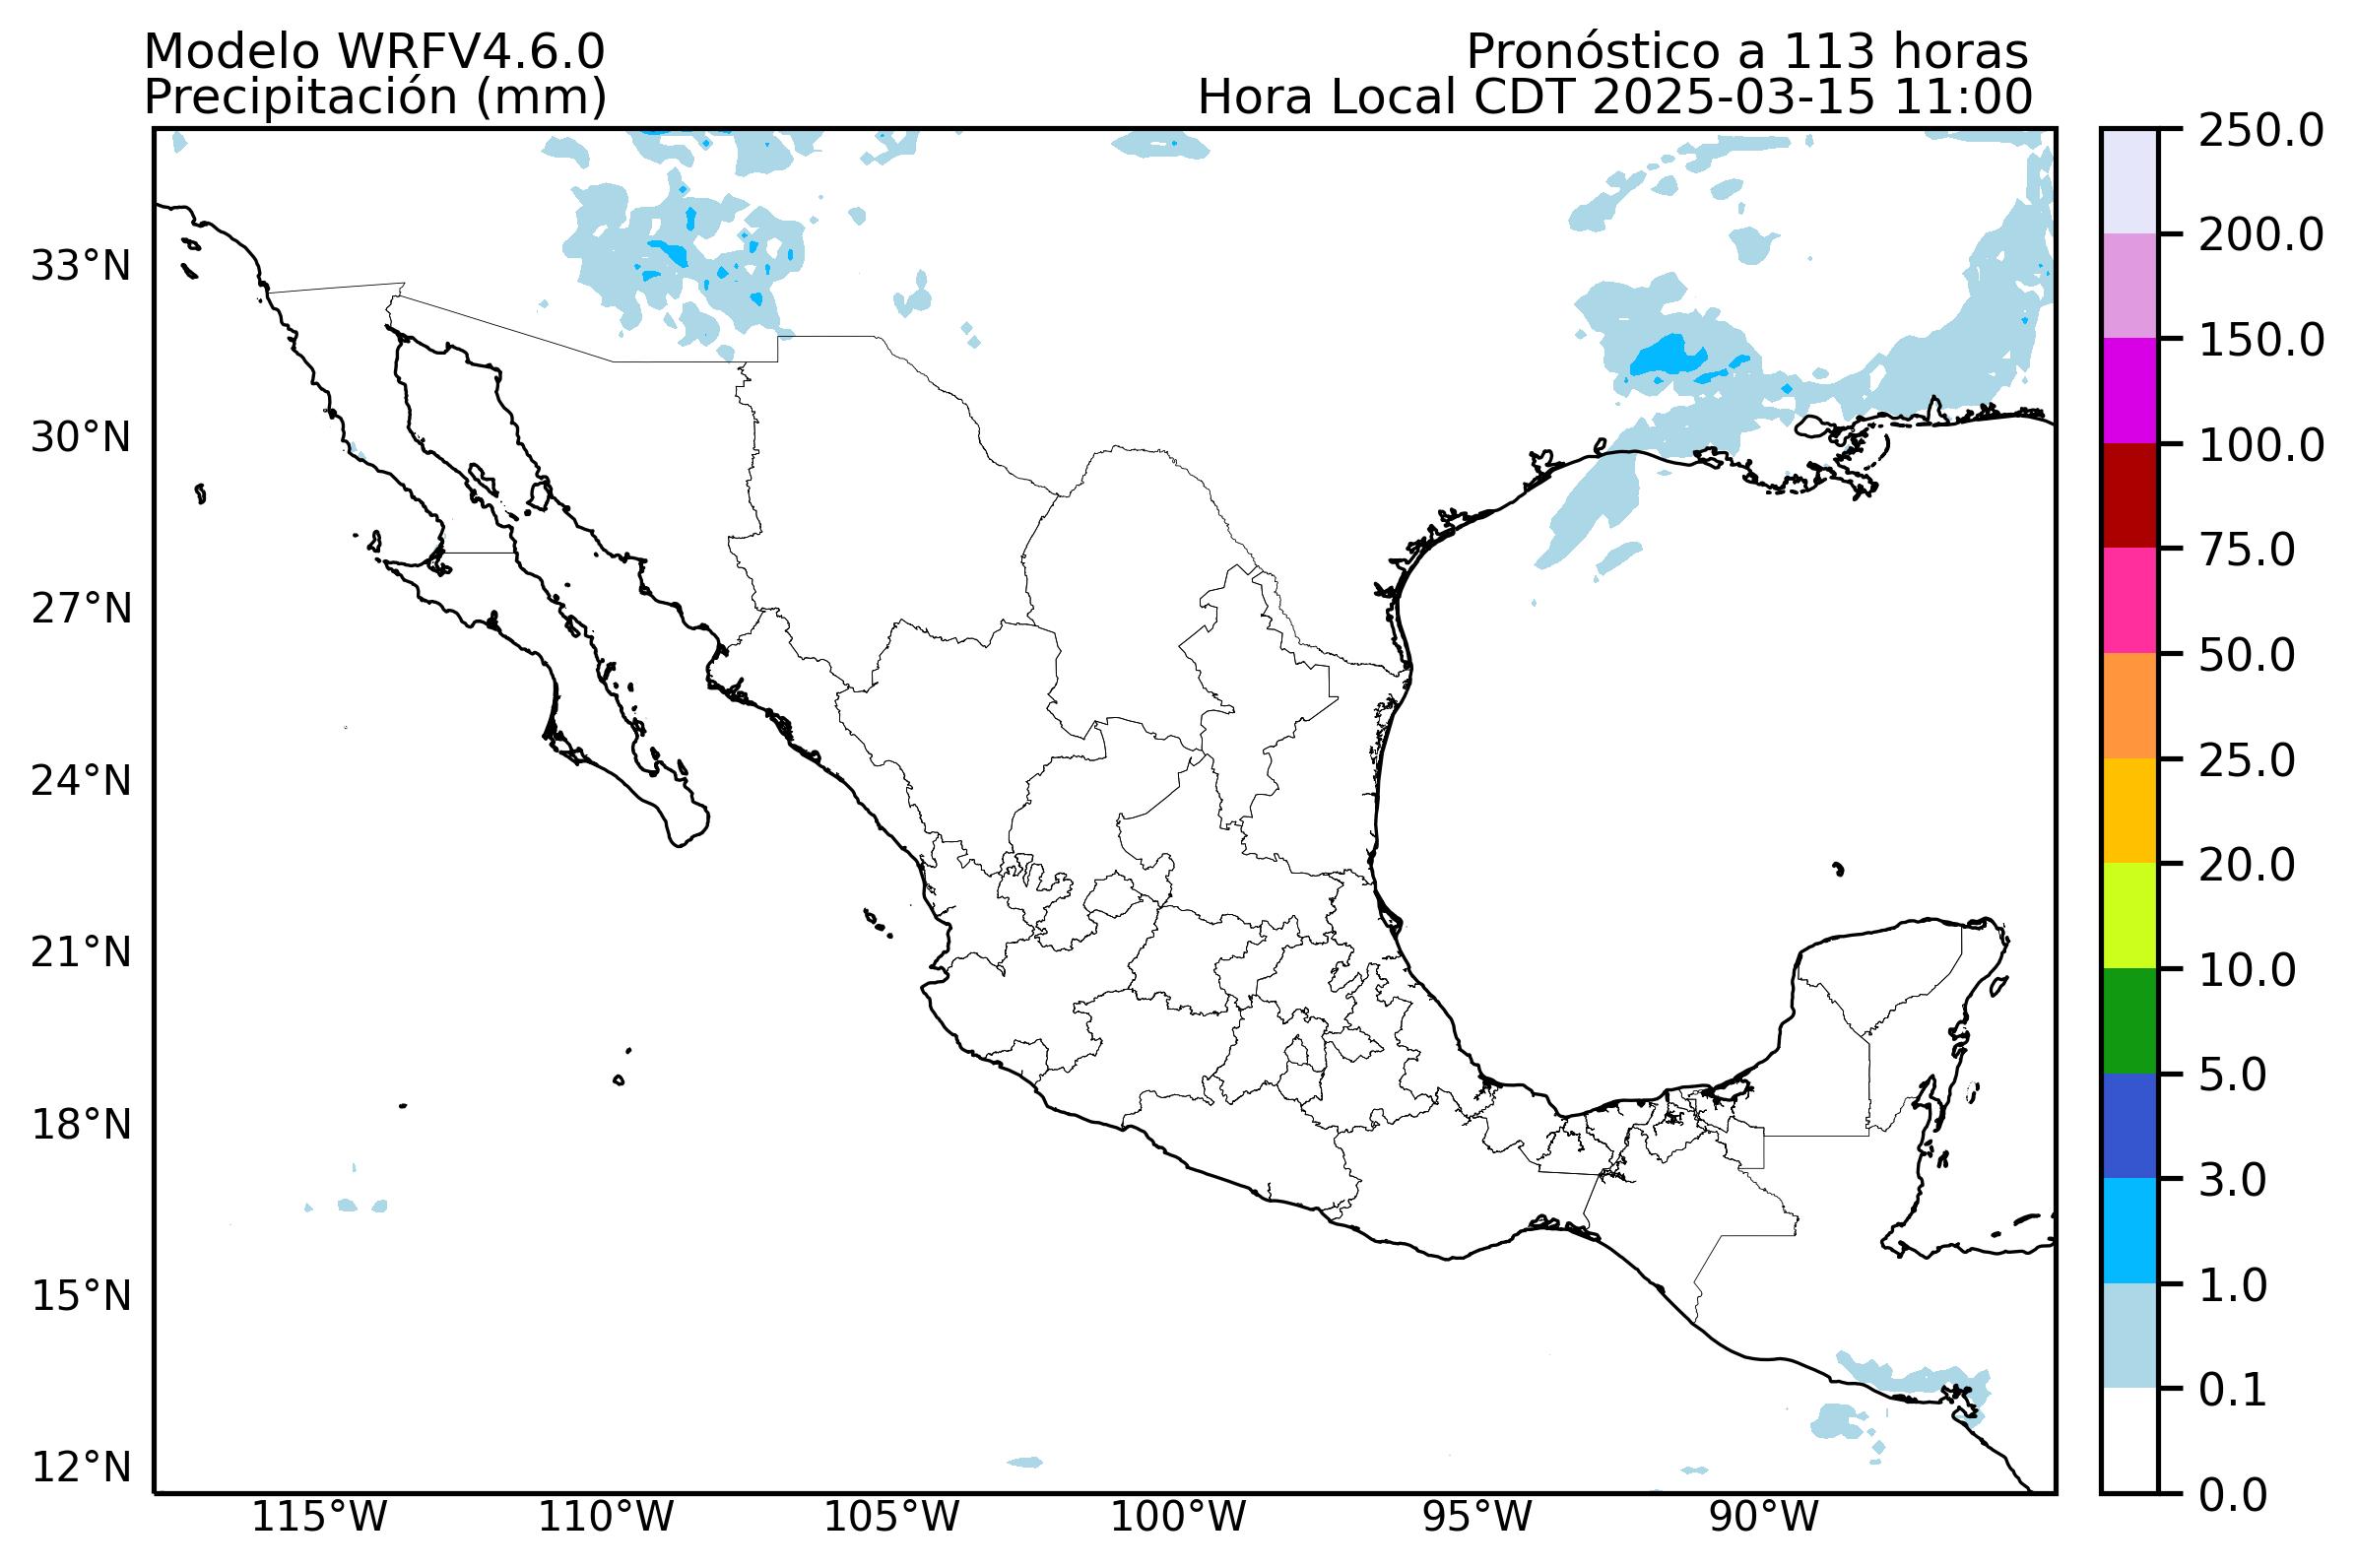 Modelo WRFV4.6.0
Precipitación (mm)
Pronóstico a 113 horas
Hora Local CDT 2025-03-15 11:00
33°N
30°N
27°N
24°N
21°N
18°N
15°N
12°N
115°W
110°W
105°W
100°W
95°W
90°W
250.0
200.0
150.0
100.0
75.0
50.0
25.0
20.0
10.0
5.0
3.0
1.0
0.1
0.0